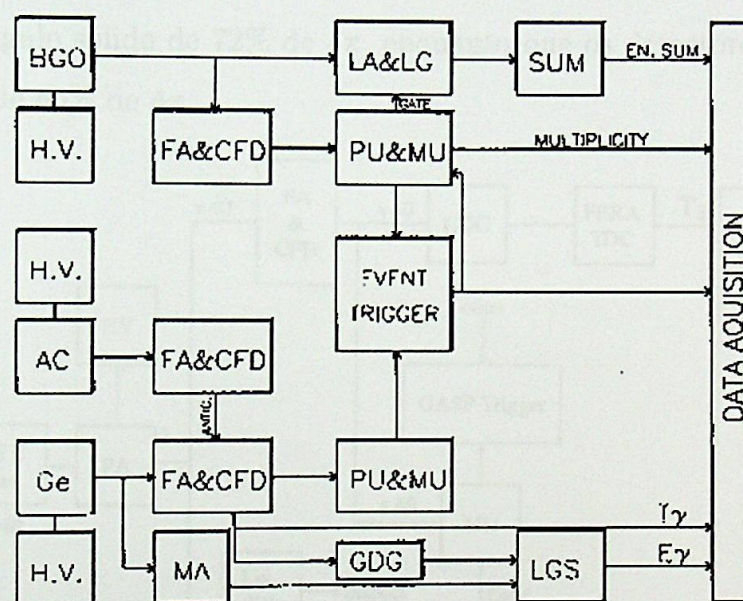 BGO
LA&LG
SUM
EN. SUM
GATE
H.V.
FA&CFD
PU&MU
MULTIPLICITY
H.V.
EVENT
TRIGGER
DATA AQUISITION
AC
FA&CFD
ANTIC.
Ge
FA&CFD
PU&MU
Tγ
GDG
LGS
Eγ
H.V.
MA